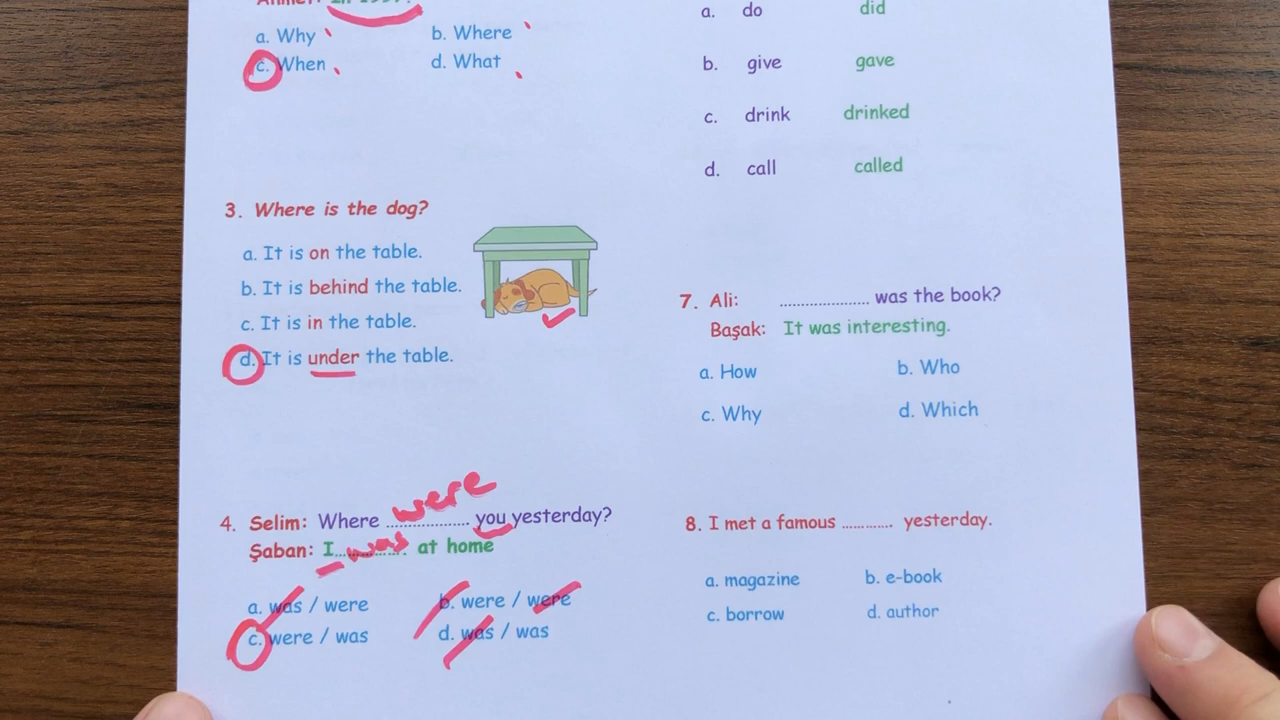 a. Why
b. Where
c. When
d. What
3. Where is the dog?
a. It is on the table.
b. It is behind the table.
c. It is in the table.
d. It is under the table.
4. Selim: Where were .................. you yesterday?
Şaban: I was ............... at home
a. was / were
b. were / were
c. were / was
d. was / was
a. do did
b. give gave
c. drink drinked
d. call called
7. Ali: .................... was the book?
Başak: It was interesting.
a. How
b. Who
c. Why
d. Which
8. I met a famous ............ yesterday.
a. magazine
b. e-book
c. borrow
d. author